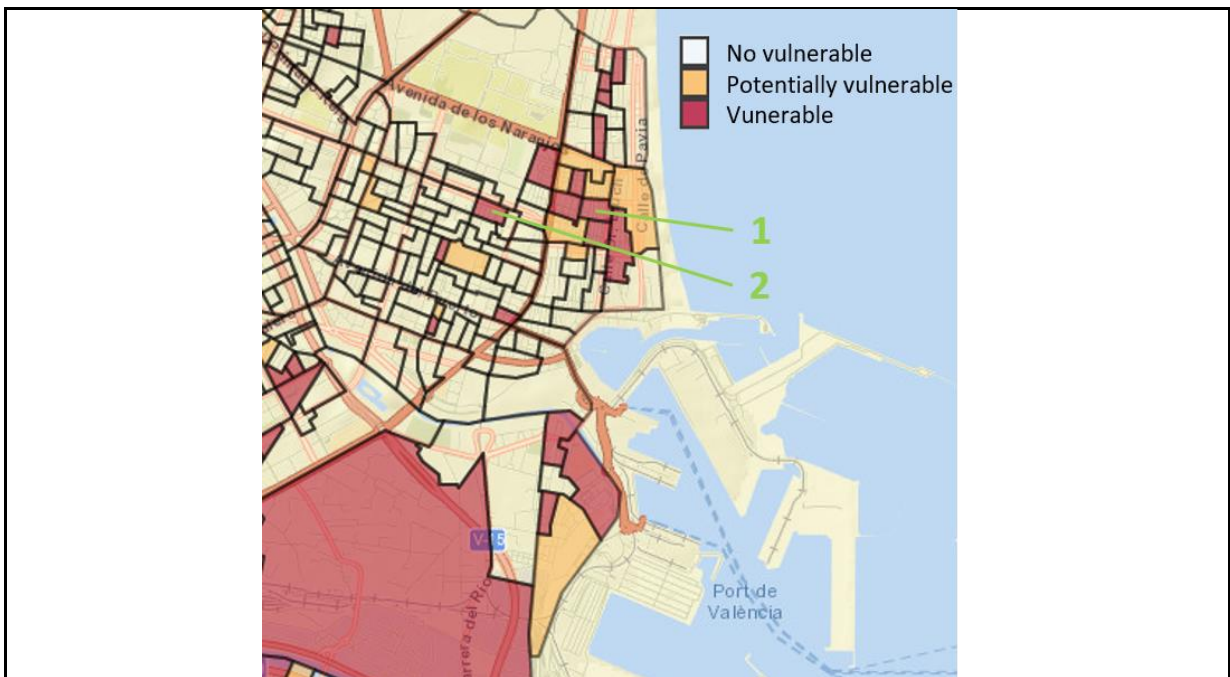 No vulnerable
Potentially vulnerable
Vunerable
Avenida de los Naranjos
Calle de Pavia
1
2
V-15
Port de
València